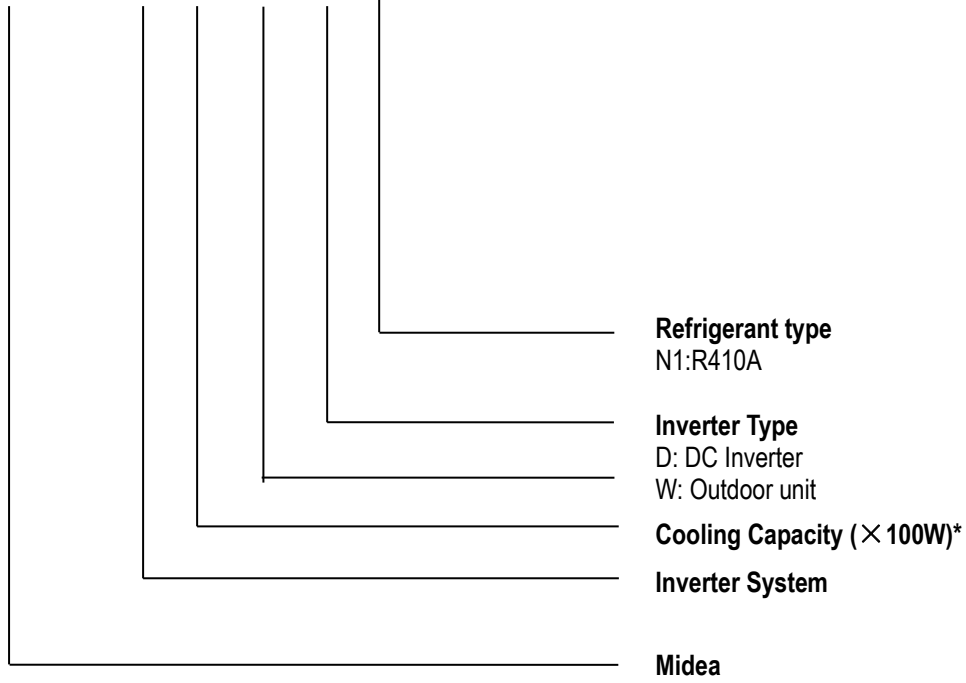 Refrigerant type
N1:R410A
Inverter Type
D: DC Inverter
W: Outdoor unit
Cooling Capacity (×100W)*
Inverter System
Midea